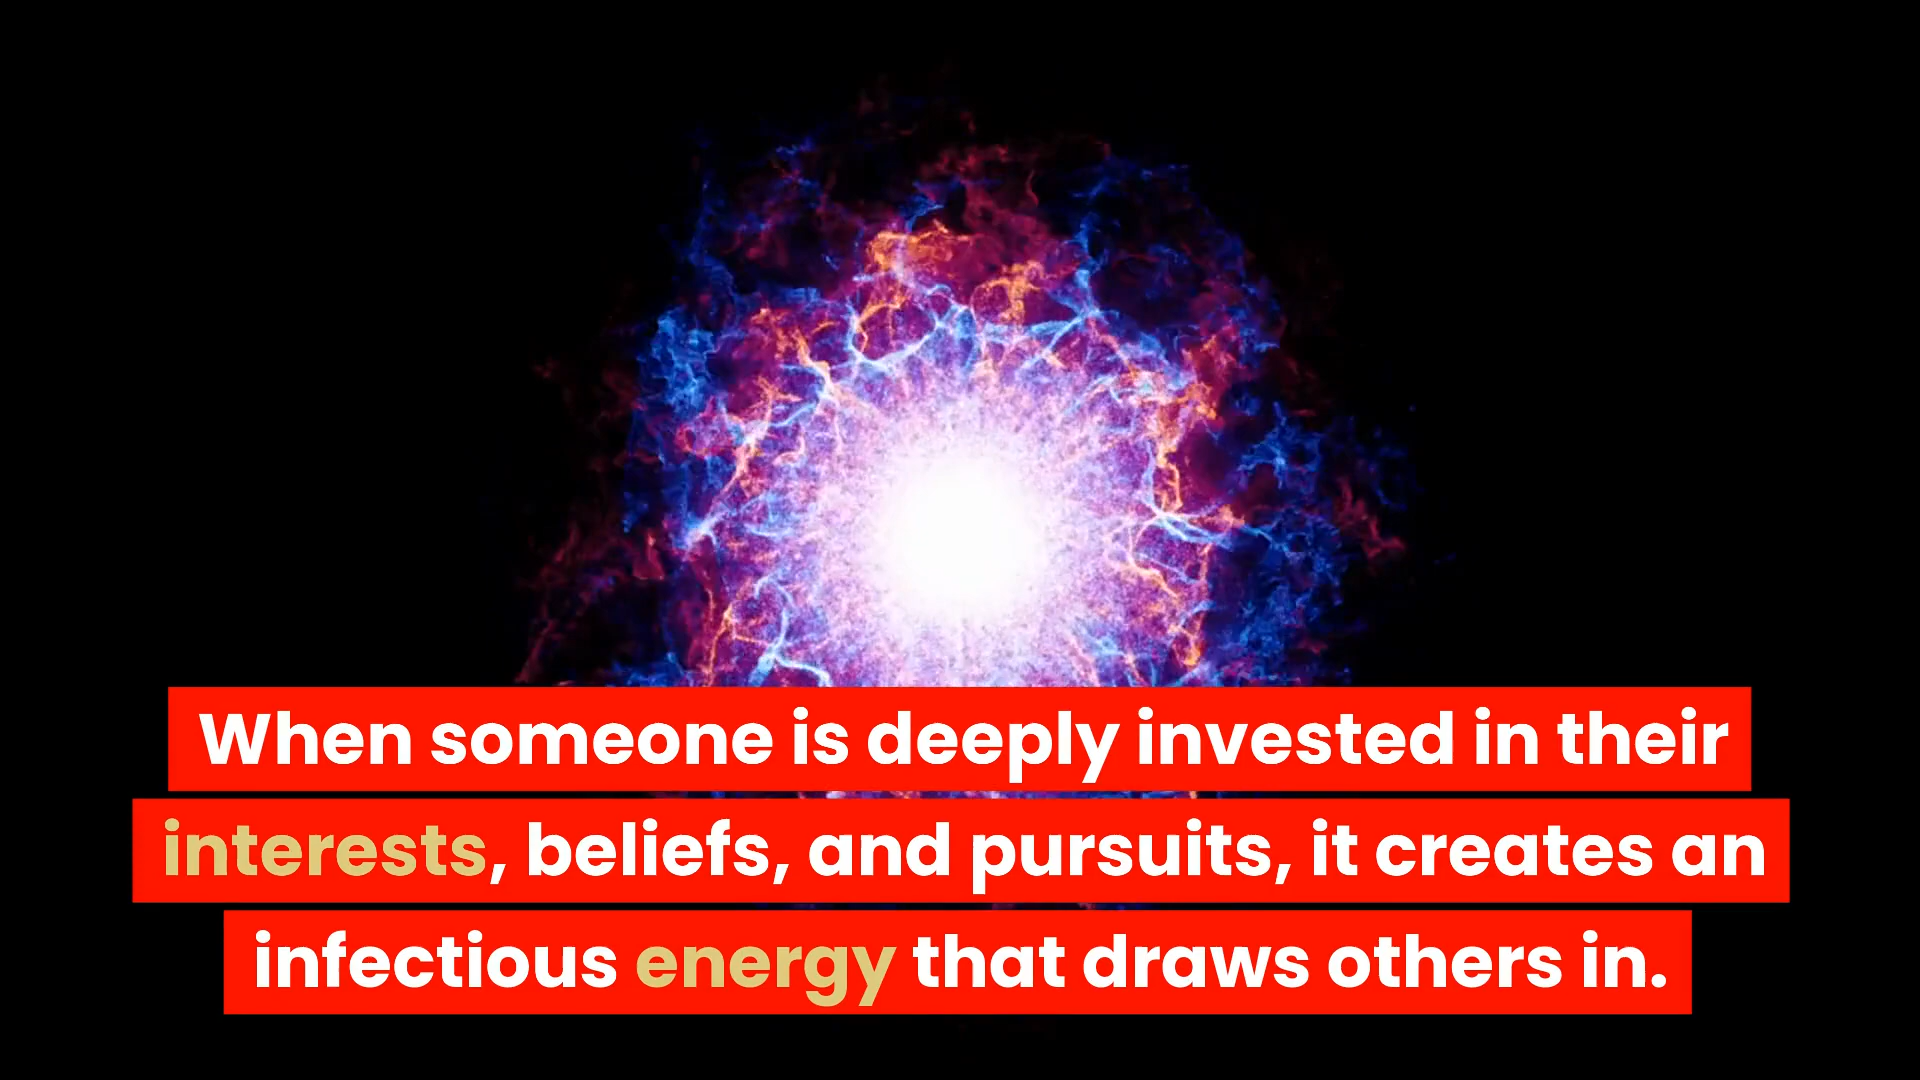 When someone is deeply invested in their
interests, beliefs, and pursuits, it creates an
infectious energy that draws others in.